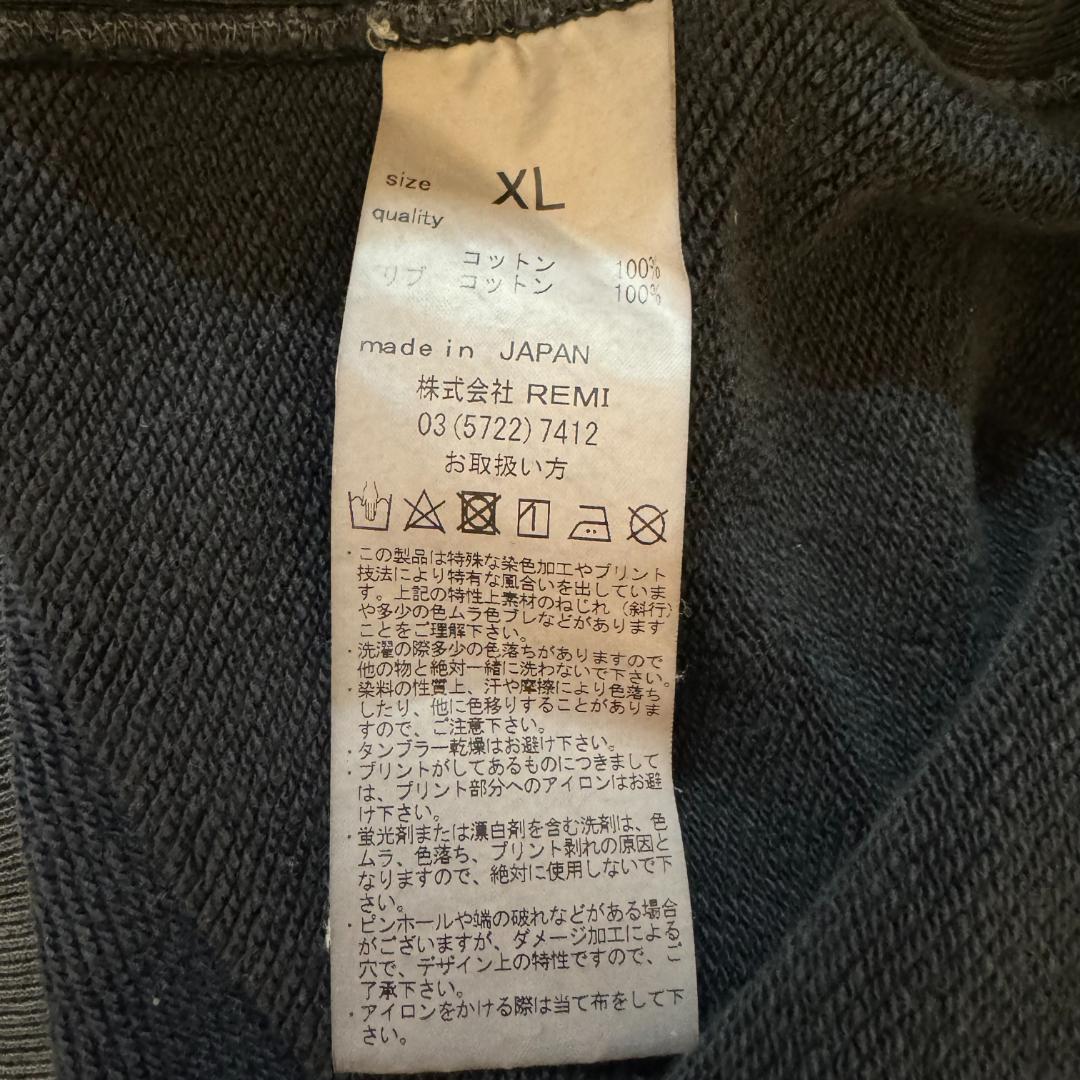 size XL
quality
コットン 100%
リブ コットン 100%
made in JAPAN
株式会社 REMI
03(5722)7412
お取扱い方
・この製品は特殊な染色加工やプリント
技法により特有な風合いを出していま
す。上記の特性上素材のねじれ（斜行）
や多少の色ムラ色ブレなどがあります
ことをご理解下さい。
・洗濯の際多少の色落ちがありますので
他の物と絶対一緒に洗わないで下さい。
・染料の性質上、汗や摩擦により色落ち
したり、他に色移りすることがありま
すので、ご注意下さい。
・タンブラー乾燥はお避け下さい。
・プリントがしてあるものにつきまして
は、プリント部分へのアイロンはお避
け下さい。
・蛍光剤または漂白剤を含む洗剤は、色
ムラ、色落ち、プリント剥れの原因と
なりますので、絶対に使用しないで下
さい。
・ピンホールや端の破れなどがある場合
がございますが、ダメージ加工による
穴で、デザイン上の特性ですので、ご
了承下さい。
・アイロンをかける際は当て布をして下
さい。